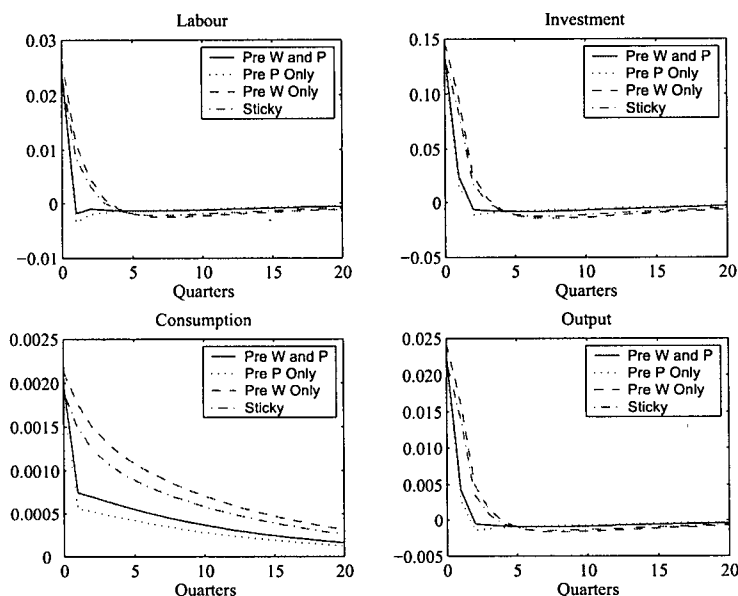 Labour
0.03
0.02
0.01
0
−0.01
0
5
10
15
20
Quarters
Pre W and P
Pre P Only
Pre W Only
Sticky
Investment
0.15
0.10
0.05
0
−0.05
0
5
10
15
20
Quarters
Pre W and P
Pre P Only
Pre W Only
Sticky
Consumption
0.0025
0.0020
0.0015
0.0010
0.0005
0
0
5
10
15
20
Quarters
Pre W and P
Pre P Only
Pre W Only
Sticky
Output
0.025
0.020
0.015
0.010
0.005
0
−0.005
0
5
10
15
20
Quarters
Pre W and P
Pre P Only
Pre W Only
Sticky